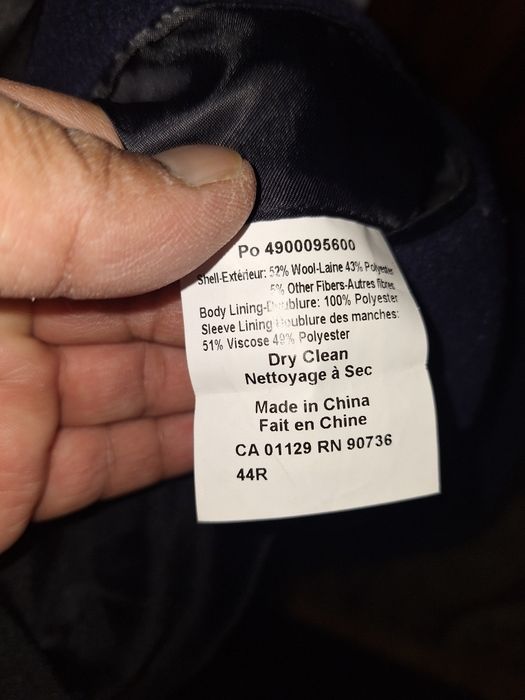 Po 4900095600
Shell-Extérieur: 52% Wool-Laine 43% Polyester
5% Other Fibers-Autres fibres
Body Lining-Doublure: 100% Polyester
Sleeve Lining Doublure des manches:
51% Viscose 49% Polyester
Dry Clean
Nettoyage à Sec
Made in China
Fait en Chine
CA 01129 RN 90736
44R